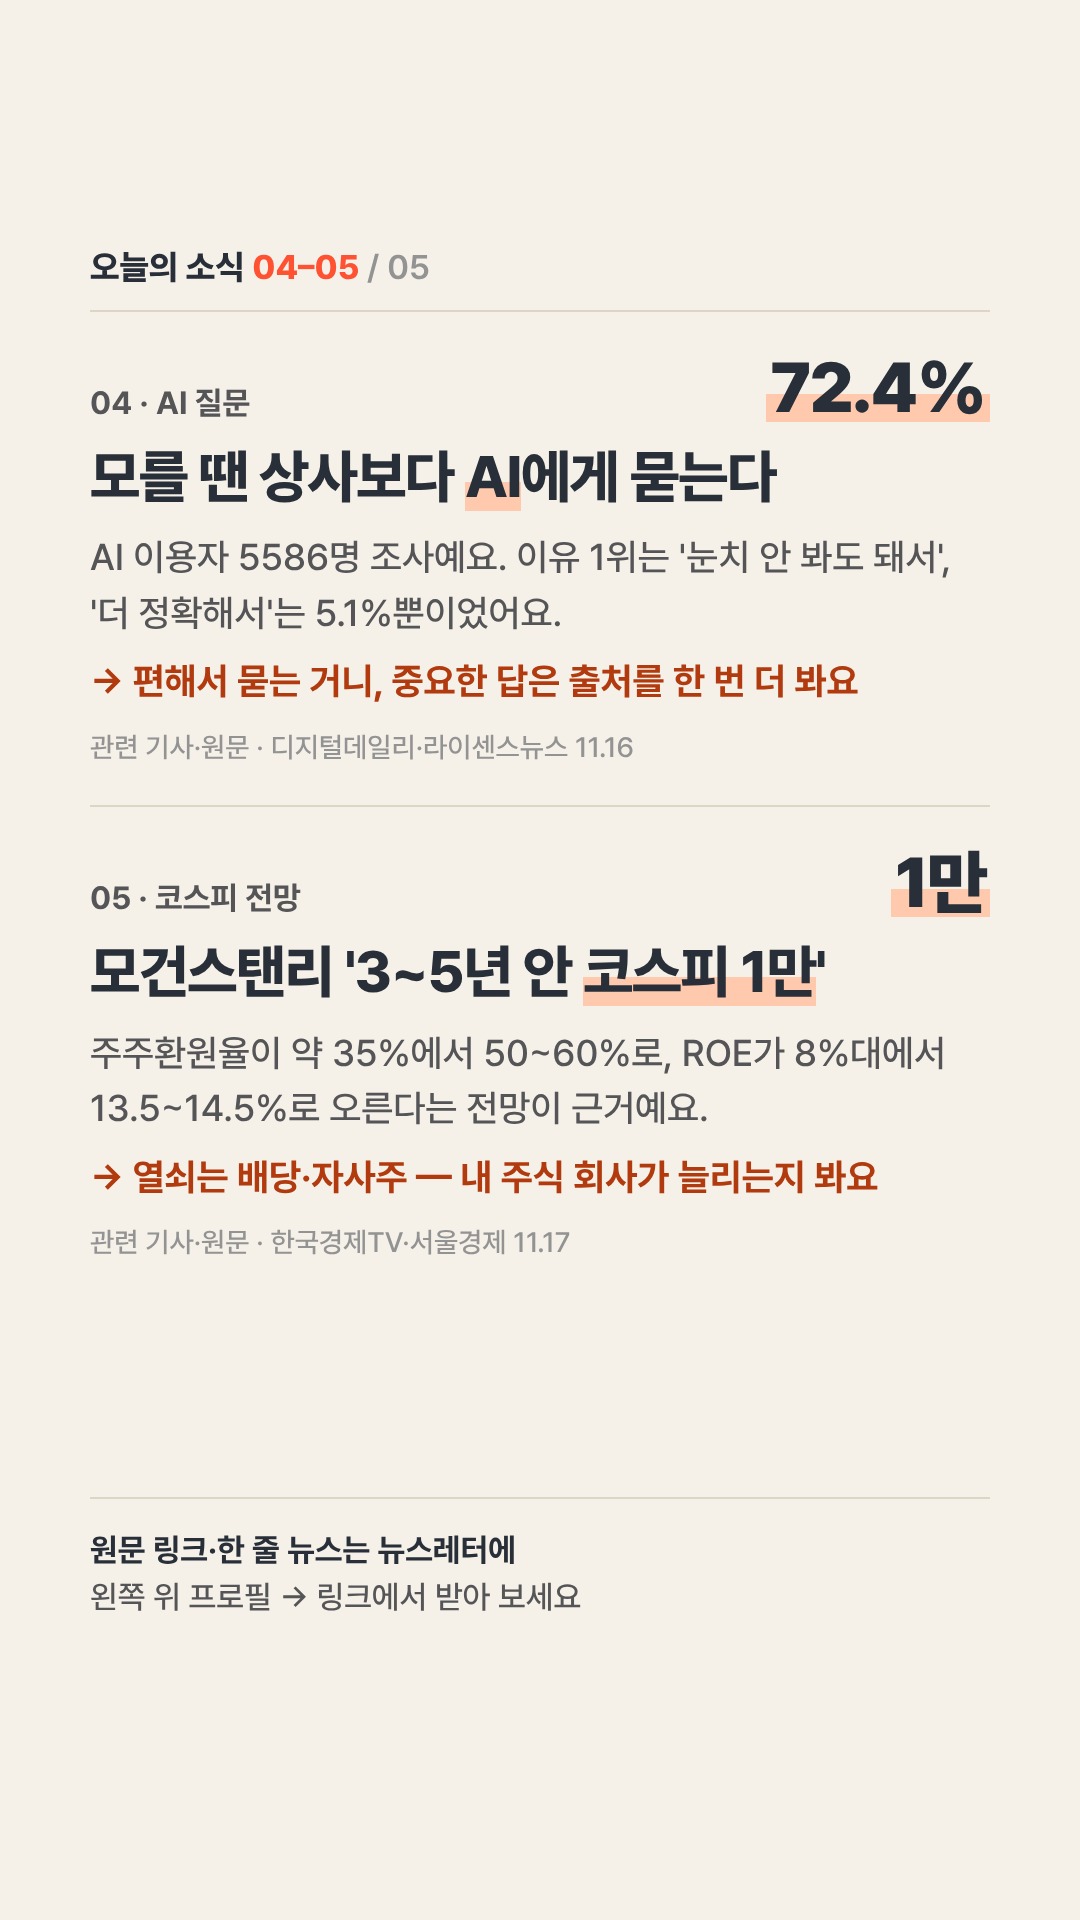 오늘의 소식 04–05 / 05
04 · AI 질문
72.4%
모를 땐 상사보다 AI에게 묻는다
AI 이용자 5586명 조사예요. 이유 1위는 '눈치 안 봐도 돼서',
'더 정확해서'는 5.1%뿐이었어요.
→ 편해서 묻는 거니, 중요한 답은 출처를 한 번 더 봐요
관련 기사·원문 · 디지털데일리·라이센스뉴스 11.16
05 · 코스피 전망
1만
모건스탠리 '3~5년 안 코스피 1만'
주주환원율이 약 35%에서 50~60%로, ROE가 8%대에서
13.5~14.5%로 오른다는 전망이 근거예요.
→ 열쇠는 배당·자사주 — 내 주식 회사가 늘리는지 봐요
관련 기사·원문 · 한국경제TV·서울경제 11.17
원문 링크·한 줄 뉴스는 뉴스레터에
왼쪽 위 프로필 → 링크에서 받아 보세요